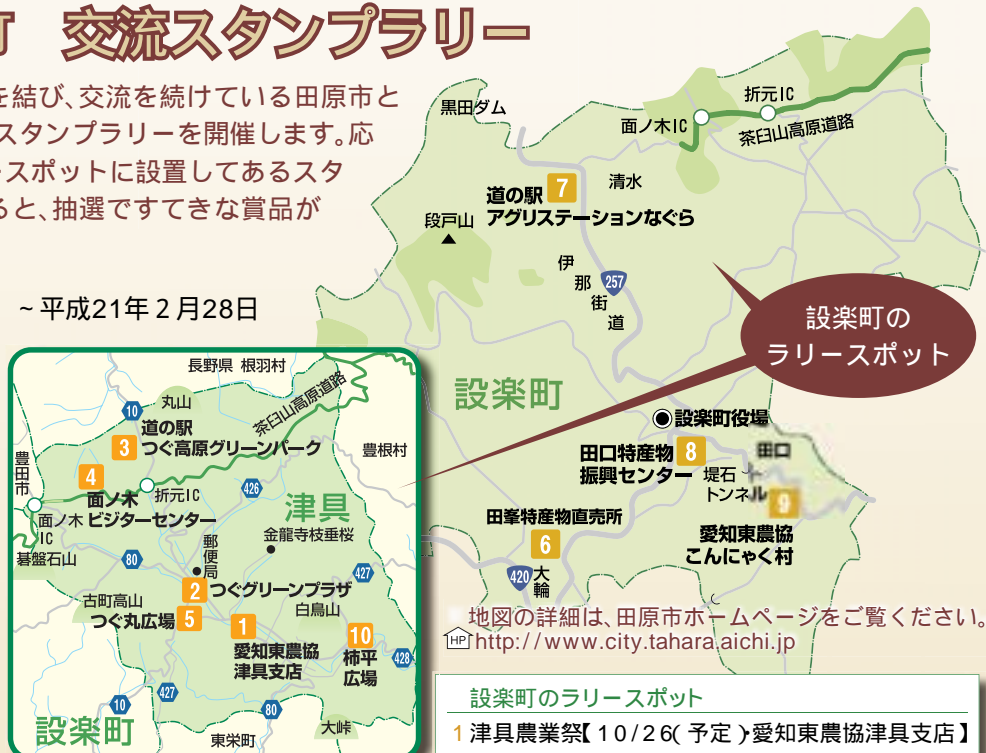 町 交流スタンプラリー
を結び、交流を続けている田原市と
スタンプラリーを開催します。応
スポットに設置してあるスタ
ると、抽選ですてきな賞品が
～平成21年2月28日
黒田ダム
面ノ木IC
折元IC
茶臼山高原道路
道の駅 7
アグリステーションなぐら
清水
段戸山
伊那街道
257
設楽町の
ラリースポット
設楽町
設楽町役場
田口特産物 8
振興センター
田口
堤石
トンネル
9
愛知東農協
こんにゃく村
田峯特産物直売所
6
420
大輪
長野県 根羽村
丸山
茶臼山高原道路
10
道の駅
3 つぐ高原グリーンパーク
豊根村
豊田市
4
面ノ木
ビジターセンター
折元IC
426
津具
面ノ木
IC
碁盤石山
郵便局
金龍寺枝垂桜
80
427
2 つぐグリーンプラザ
古町高山
白鳥山
つぐ丸広場 5
1
愛知東農協
津具支店
10
柿平
広場
428
427
10
80
設楽町
東栄町
大峠
地図の詳細は、田原市ホームページをご覧ください。
HP http://www.city.tahara.aichi.jp
設楽町のラリースポット
1 津具農業祭【10/26(予定)・愛知東農協津具支店】